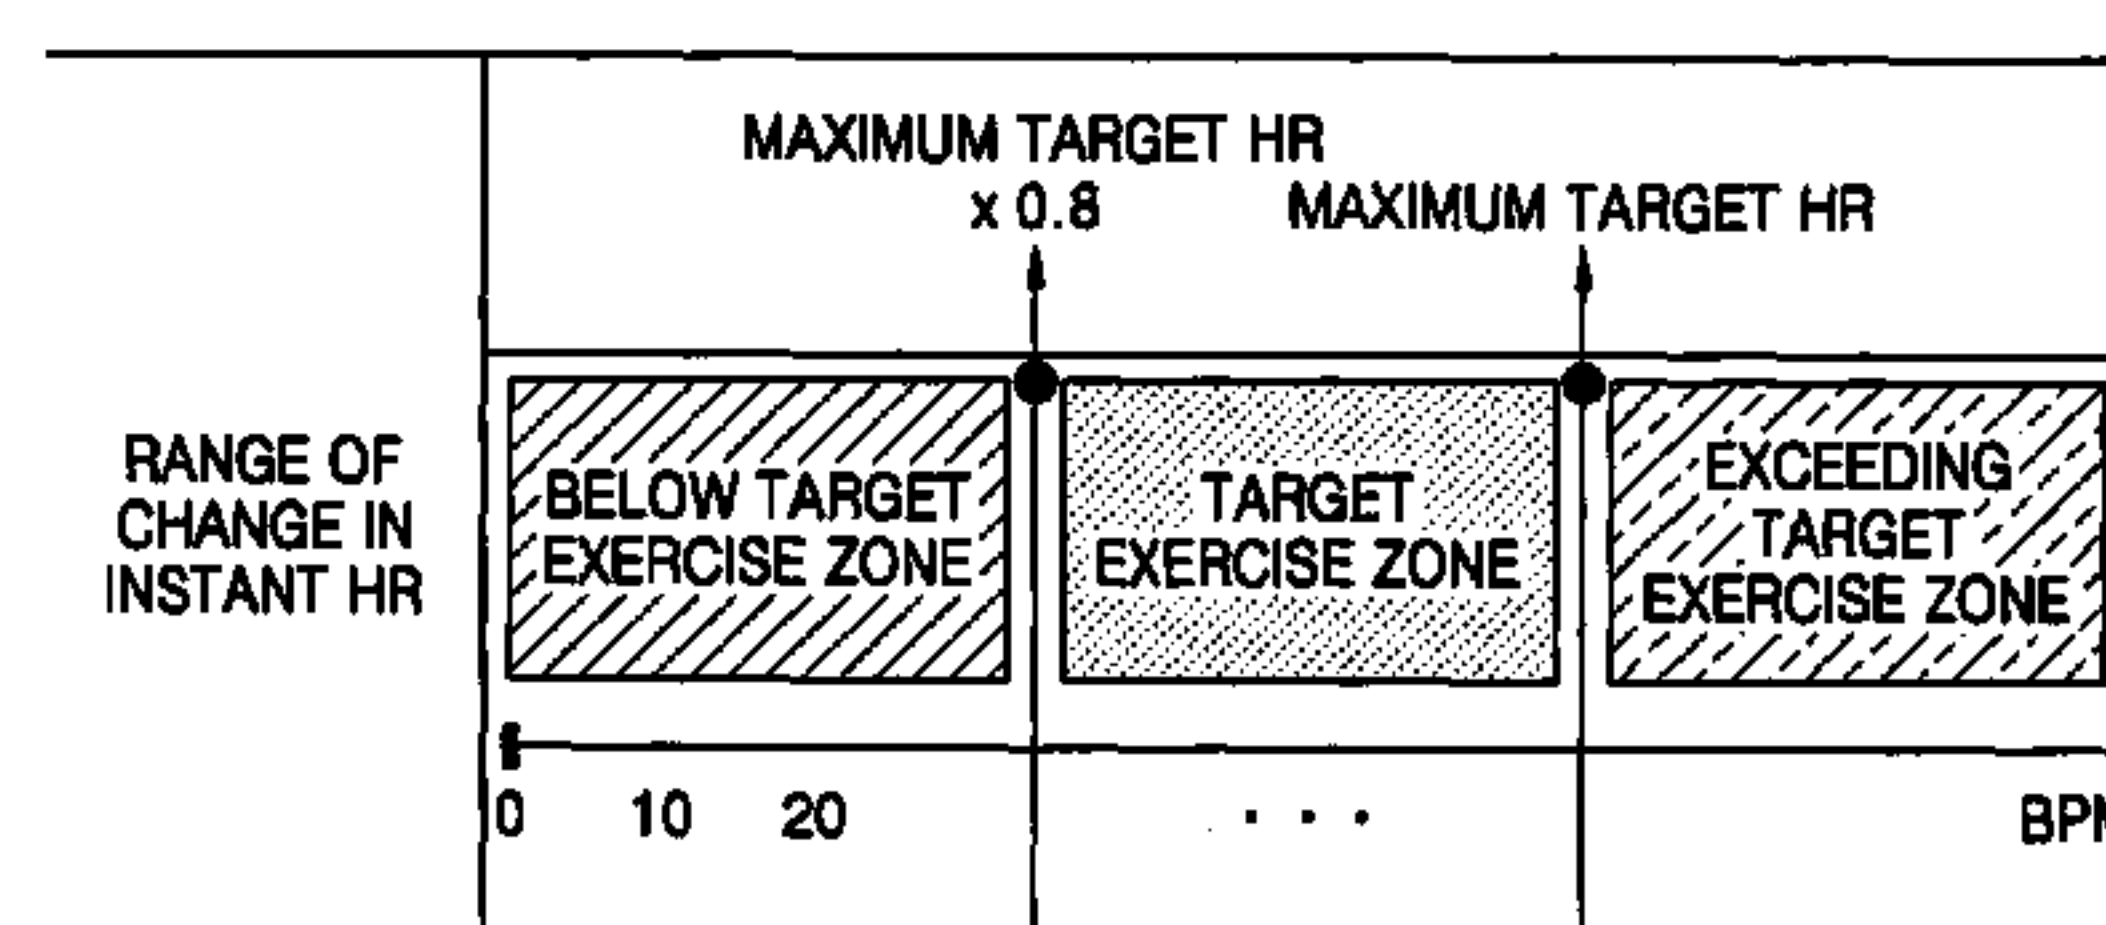 MAXIMUM TARGET HR
x 0.8
MAXIMUM TARGET HR
RANGE OF
CHANGE IN
INSTANT HR
BELOW TARGET
EXERCISE ZONE
TARGET
EXERCISE ZONE
EXCEEDING
TARGET
EXERCISE ZONE
0 10 20 . . .